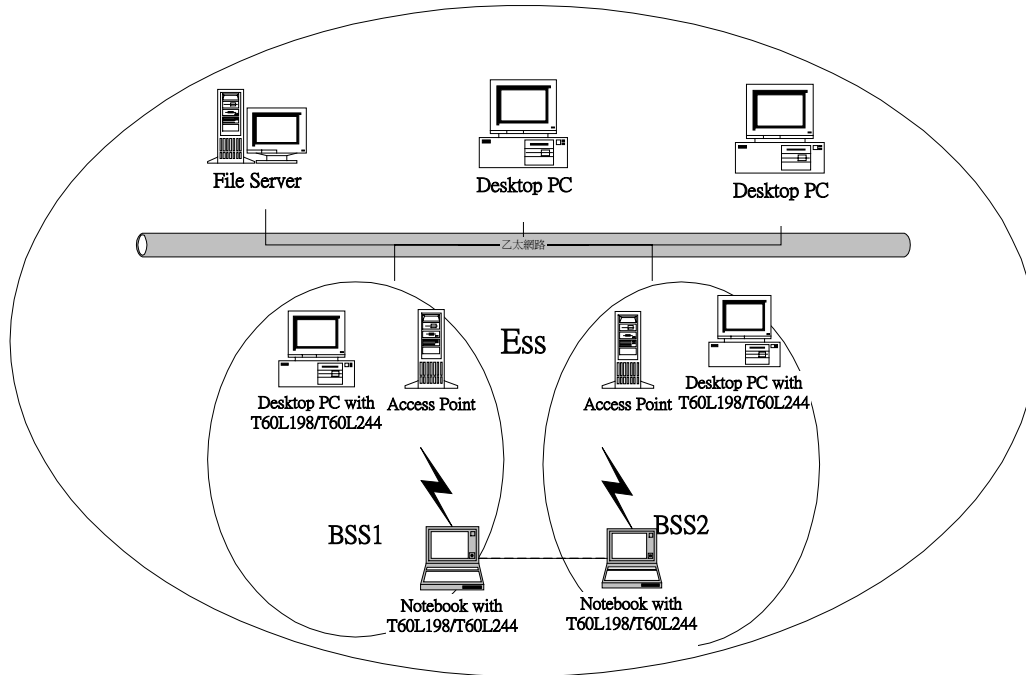 File Server
Desktop PC
Desktop PC
乙太網路
Ess
Desktop PC with
T60L198/T60L244
Access Point
Access Point
Desktop PC with
T60L198/T60L244
BSS1
BSS2
Notebook with
T60L198/T60L244
Notebook with
T60L198/T60L244